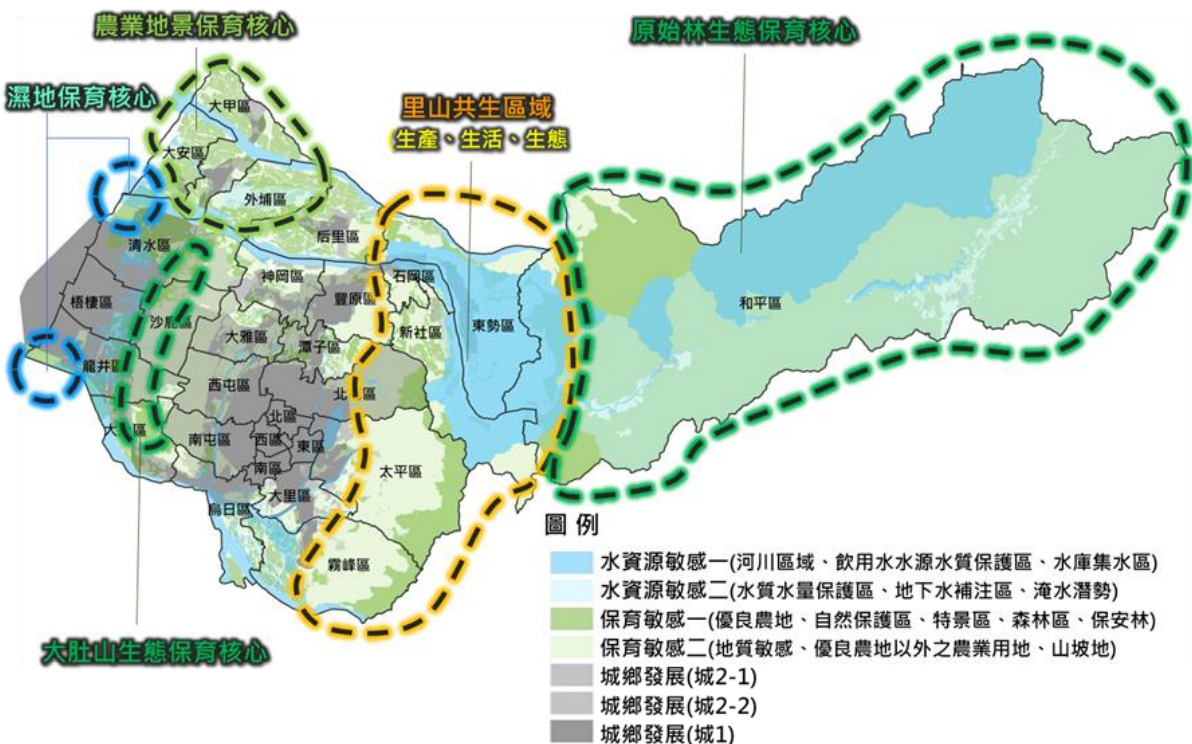 農業地景保育核心
原始林生態保育核心
濕地保育核心
里山共生區域
生產、生活、生態
大甲區
大安區
外埔區
后里區
清水區
神岡區
石岡區
豐原區
梧棲區
沙鹿區
大雅區
潭子區
新社區
東勢區
和平區
龍井區
西屯區
北區
北
區
大
區
南屯區
西區
東區
南區
太平區
大里區
烏日區
霧峰區
大肚山生態保育核心
圖 例
水資源敏感一(河川區域、飲用水水源水質保護區、水庫集水區)
水資源敏感二(水質水量保護區、地下水補注區、淹水潛勢)
保育敏感一(優良農地、自然保護區、特景區、森林區、保安林)
保育敏感二(地質敏感、優良農地以外之農業用地、山坡地)
城鄉發展(城2-1)
城鄉發展(城2-2)
城鄉發展(城1)